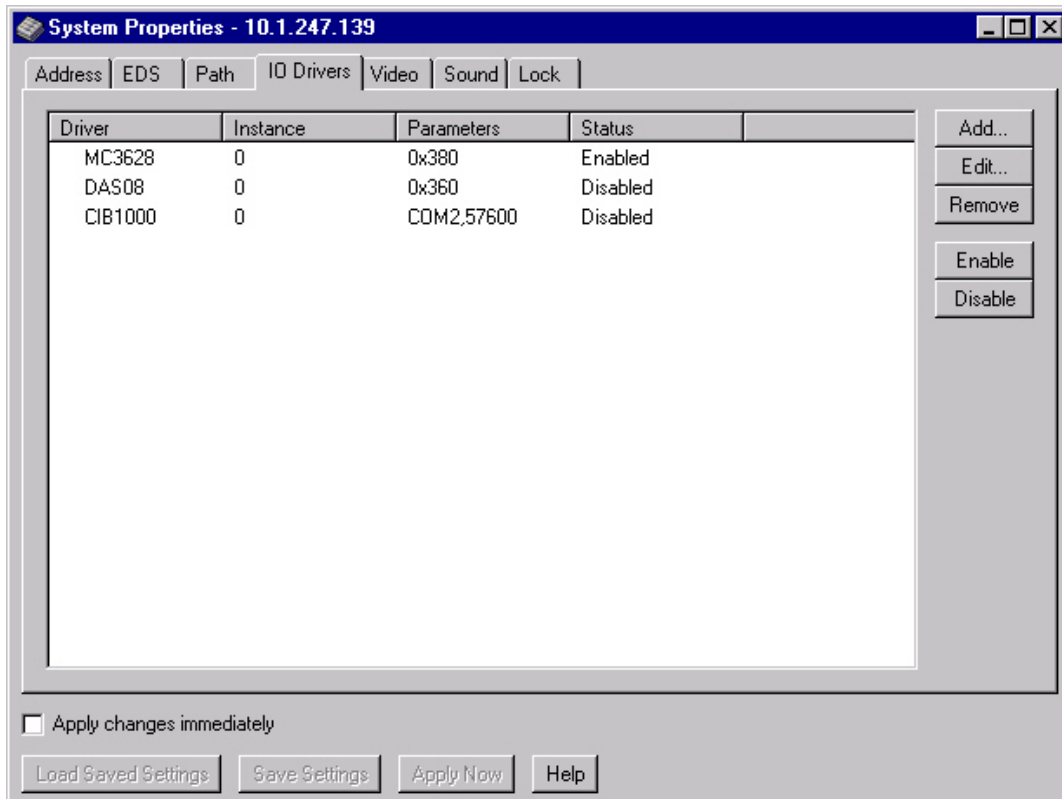 System Properties - 10.1.247.139
Address EDS Path IO Drivers Video Sound Lock
Driver Instance Parameters Status
MC3628 0 0x380 Enabled
DAS08 0 0x360 Disabled
CIB1000 0 COM2,57600 Disabled
Add...
Edit...
Remove
Enable
Disable
Apply changes immediately
Load Saved Settings Save Settings Apply Now Help